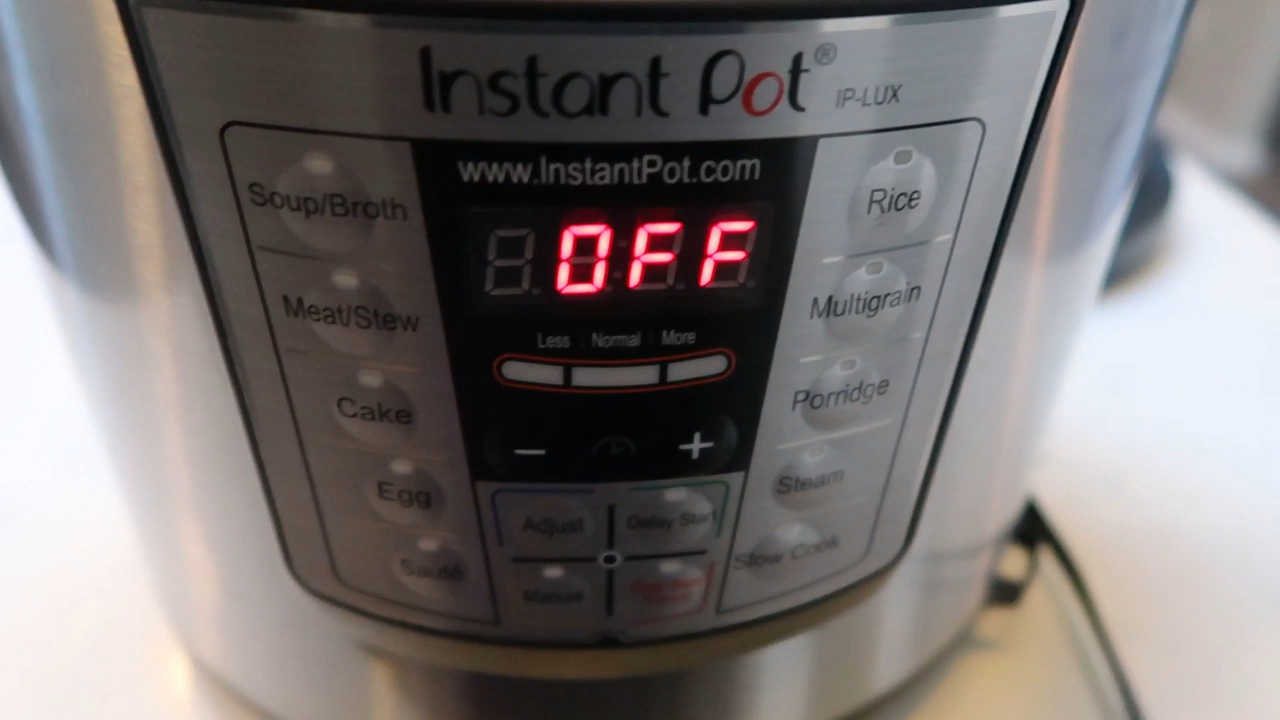 Instant Pot®
IP-LUX
www.InstantPot.com
OFF
Less Normal More
− +
Soup/Broth
Meat/Stew
Cake
Egg
Sauté
Rice
Multigrain
Porridge
Steam
Slow Cook
Adjust
Delay Start
Manual